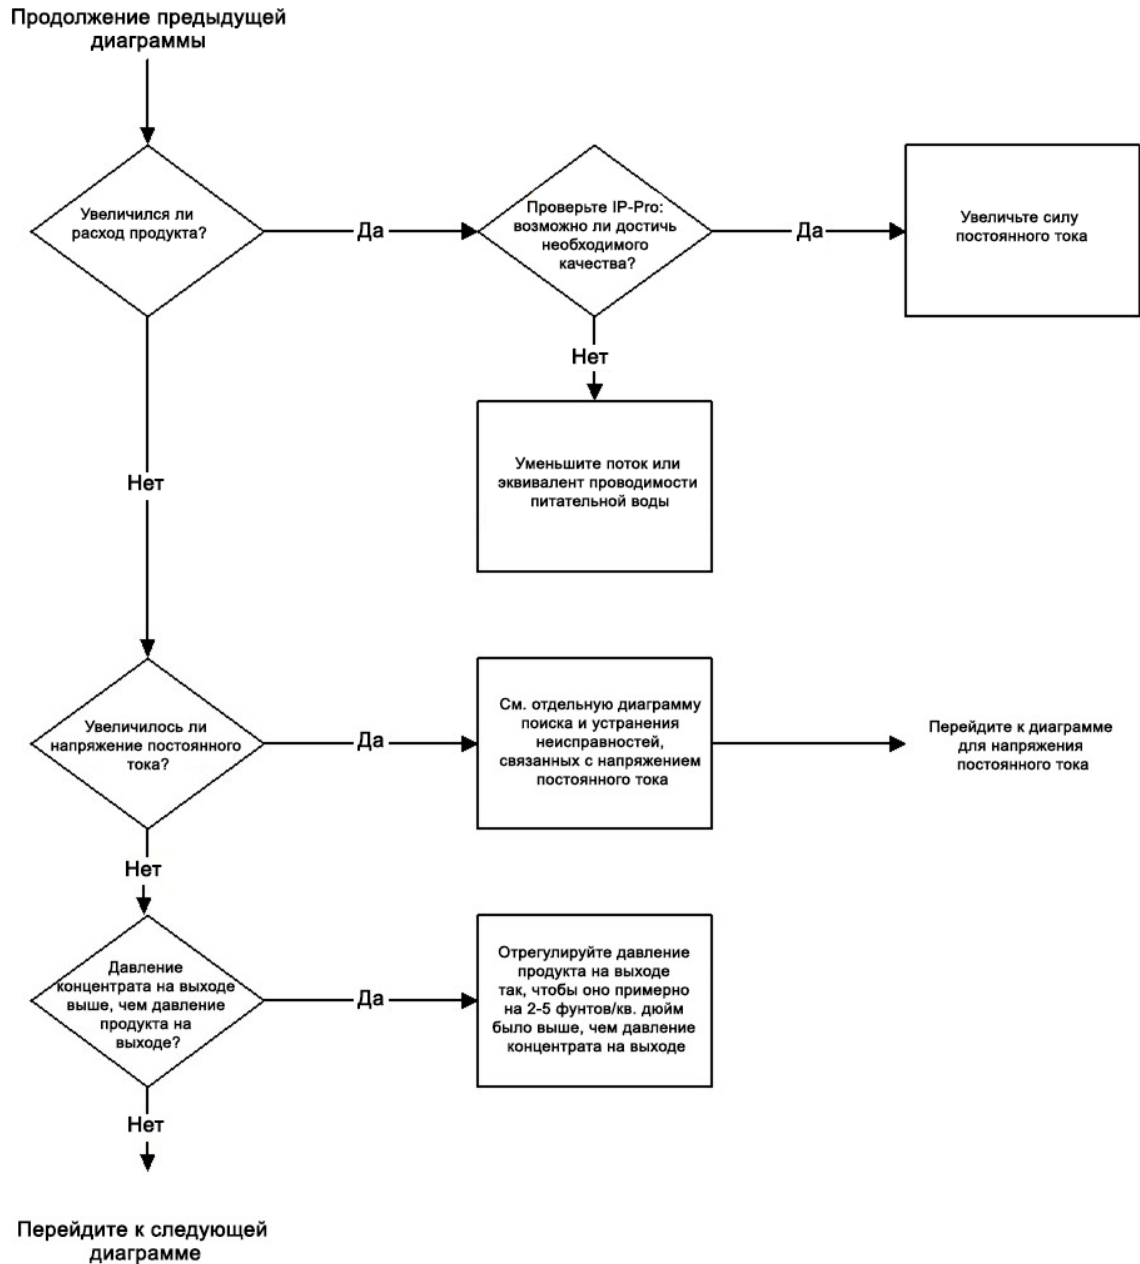 Продолжение предыдущей
диаграммы
Увеличился ли
расход продукта?
Да
Проверьте IP-Pro:
возможно ли достичь
необходимого
качества?
Да
Увеличьте силу
постоянного тока
Нет
Уменьшите поток или
эквивалент проводимости
питательной воды
Нет
Увеличилось ли
напряжение постоянного
тока?
Да
См. отдельную диаграмму
поиска и устранения
неисправностей,
связанных с напряжением
постоянного тока
Перейдите к диаграмме
для напряжения
постоянного тока
Нет
Давление
концентрата на выходе
выше, чем давление
продукта на
выходе?
Да
Отрегулируйте давление
продукта на выходе
так, чтобы оно примерно
на 2-5 фунтов/кв. дюйм
было выше, чем давление
концентрата на выходе
Нет
Перейдите к следующей
диаграмме